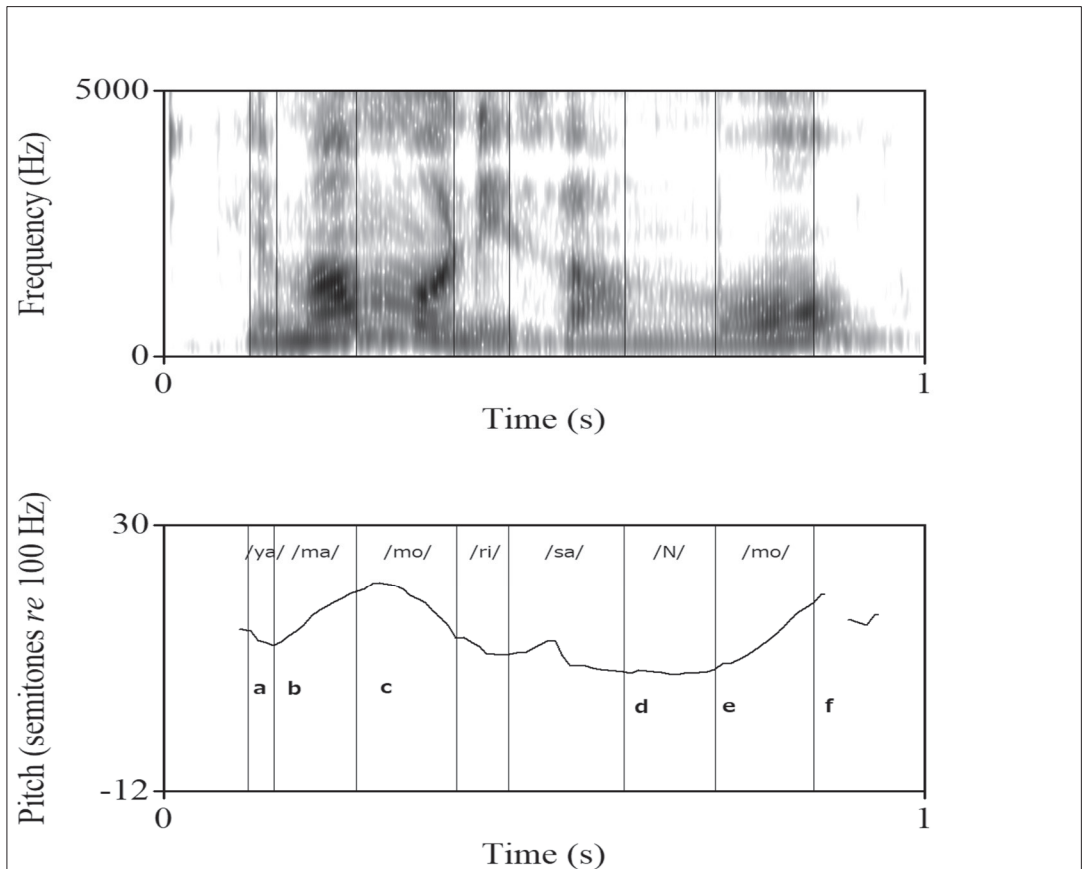 5000
Frequency (Hz)
0
0 1
Time (s)
30
/ya/ /ma/ /mo/ /ri/ /sa/ /N/ /mo/
Pitch (semitones re 100 Hz)
a b c d e f
-12
0 1
Time (s)